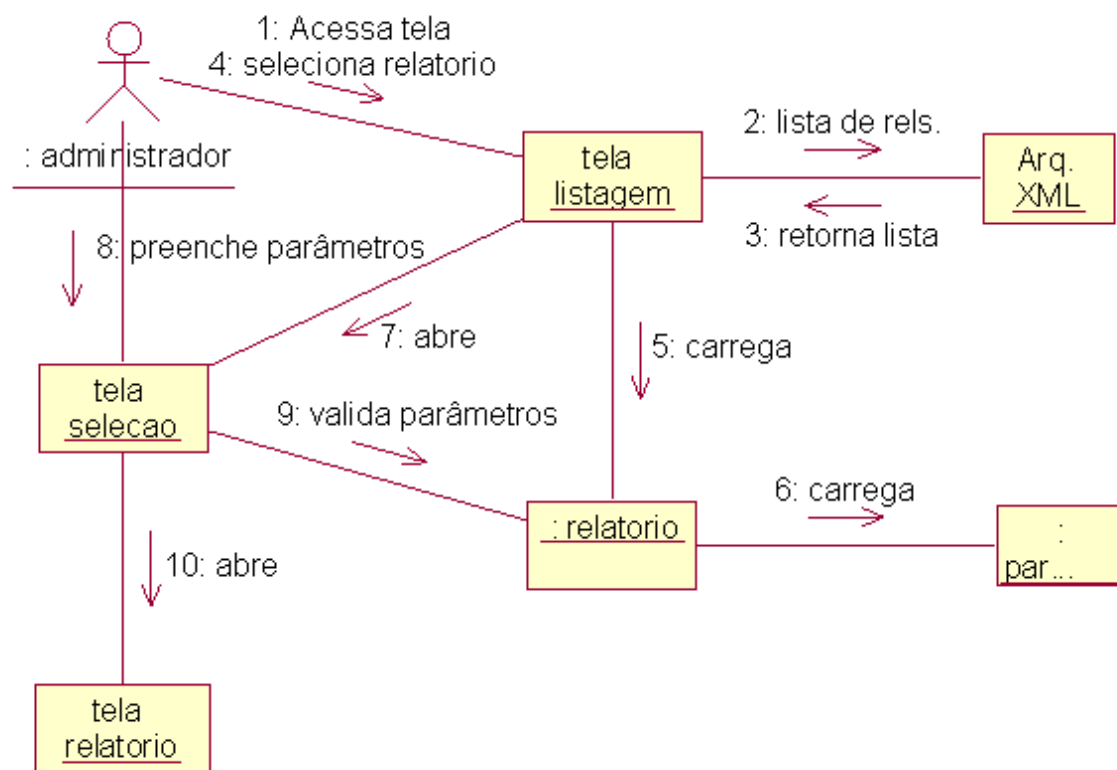 1: Acessa tela
4: seleciona relatorio
: administrador
tela
listagem
2: lista de rels.
Arq.
XML
3: retorna lista
8: preenche parâmetros
7: abre
5: carrega
tela
selecao
9: valida parâmetros
: relatorio
6: carrega
:
par...
10: abre
tela
relatorio